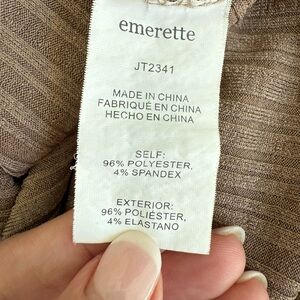 emerette
JT2341
MADE IN CHINA
FABRIQUÉ EN CHINA
HECHO EN CHINA
SELF:
96% POLYESTER,
4% SPANDEX
EXTERIOR:
96% POLIÉSTER,
4% ELASTANO